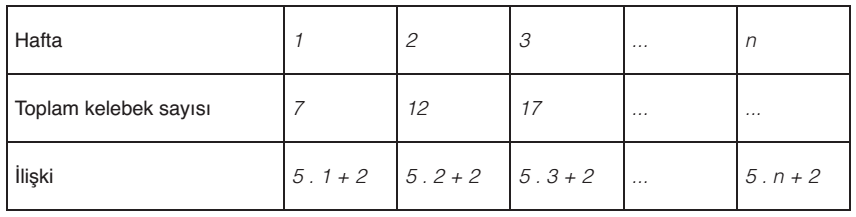 Hafta 1 2 3 ... n
Toplam kelebek sayısı 7 12 17 ... ...
İlişki 5 . 1 + 2 5 . 2 + 2 5 . 3 + 2 ... 5 . n + 2